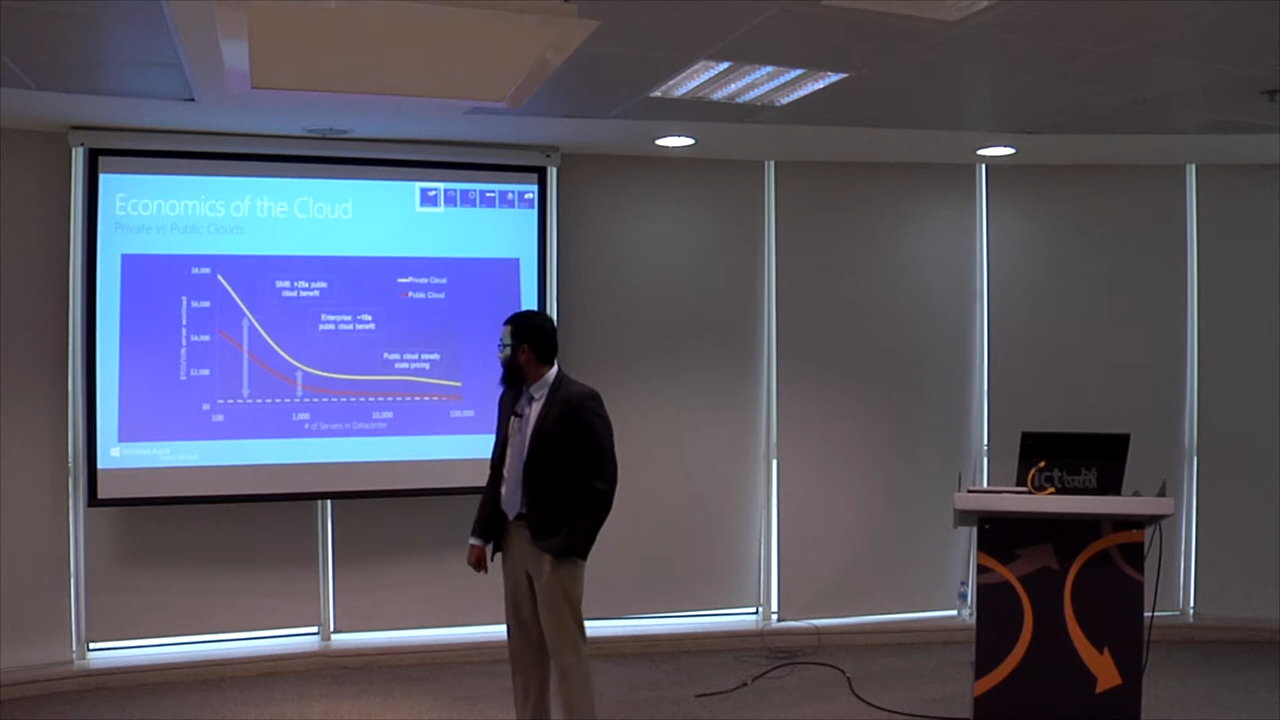 Economics of the Cloud
Private vs Public Clouds
$8,000
$6,000
$4,000
$2,000
$0
100
1,000
10,000
100,000
# of Servers in Datacenter
SMB: >25x public
cloud benefit
Enterprise: ~10x
public cloud benefit
Public cloud steady
state pricing
Private Cloud
Public Cloud
ict
QATAR